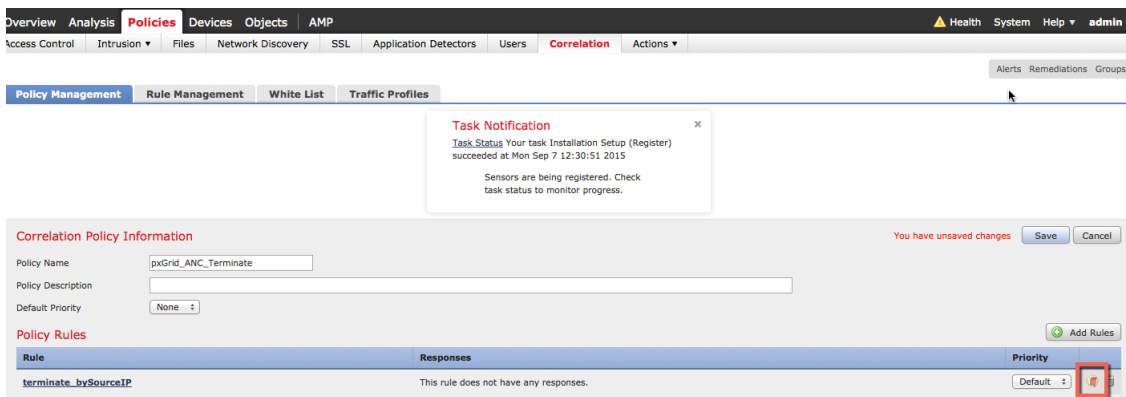 Overview Analysis Policies Devices Objects AMP Health System Help admin
Access Control Intrusion Files Network Discovery SSL Application Detectors Users Correlation Actions
Alerts Remediations Groups
Policy Management Rule Management White List Traffic Profiles
Task Notification
Task Status Your task Installation Setup (Register)
succeeded at Mon Sep 7 12:30:51 2015
Sensors are being registered. Check
task status to monitor progress.
Correlation Policy Information You have unsaved changes Save Cancel
Policy Name pxGrid_ANC_Terminate
Policy Description
Default Priority None
Policy Rules Add Rules
Rule Responses Priority
terminate_bySourceIP This rule does not have any responses. Default